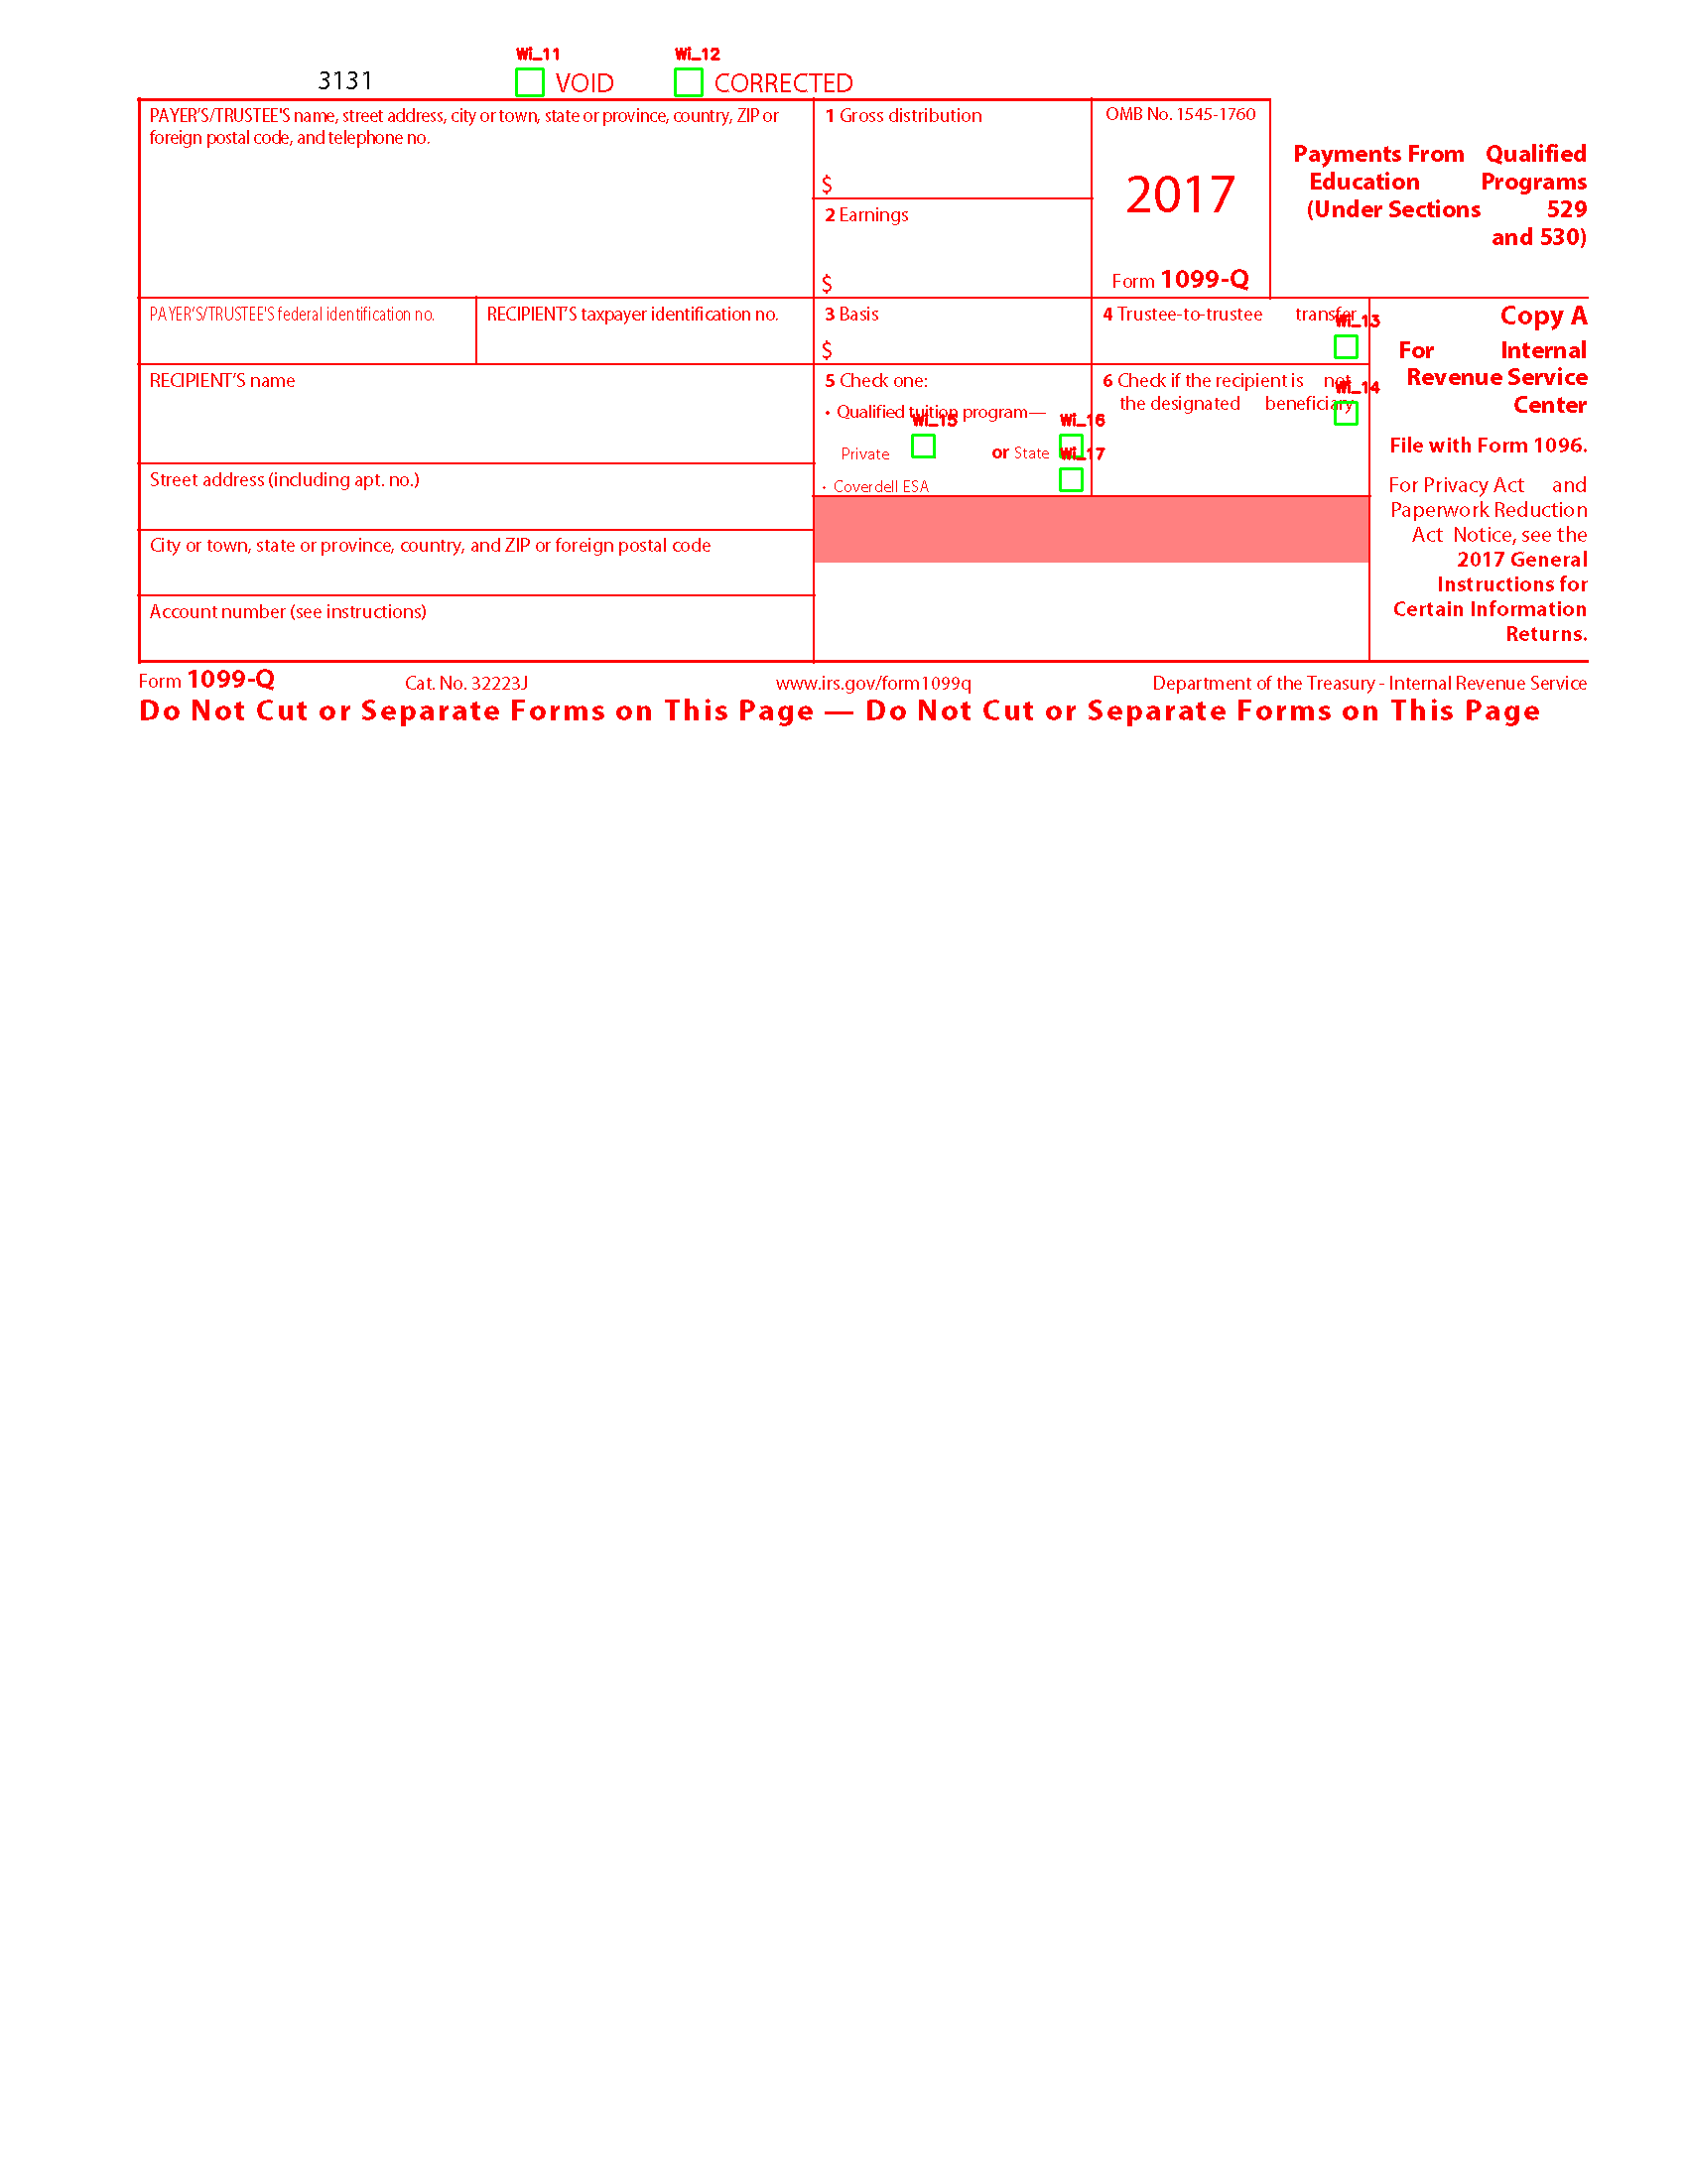 Wi_11 Wi_12
3131 VOID CORRECTED
PAYER'S/TRUSTEE'S name, street address, city or town, state or province, country, ZIP or
foreign postal code, and telephone no.
1 Gross distribution
$
2 Earnings
$
OMB No. 1545-1760
2017
Form 1099-Q
Payments From Qualified
Education Programs
(Under Sections 529
and 530)
PAYER'S/TRUSTEE'S federal identification no.
RECIPIENT'S taxpayer identification no.
3 Basis
$
4 Trustee-to-trustee transfer
Wi_13
Copy A
For Internal
Revenue Service
Center
File with Form 1096.
For Privacy Act and
Paperwork Reduction
Act Notice, see the
2017 General
Instructions for
Certain Information
Returns.
RECIPIENT'S name
5 Check one:
• Qualified tuition program—
Wi_15 Wi_16
Private or State
Wi_17
• Coverdell ESA
6 Check if the recipient is not
the designated beneficiary
Wi_14
Street address (including apt. no.)
City or town, state or province, country, and ZIP or foreign postal code
Account number (see instructions)
Form 1099-Q Cat. No. 32223J www.irs.gov/form1099q Department of the Treasury - Internal Revenue Service
Do Not Cut or Separate Forms on This Page — Do Not Cut or Separate Forms on This Page